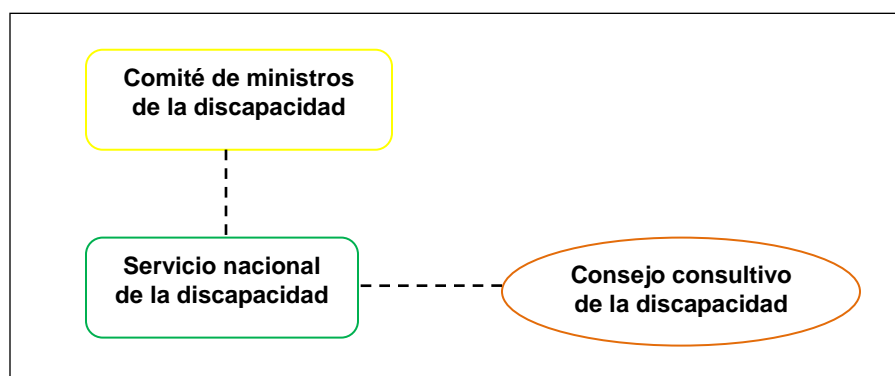 Comité de ministros
de la discapacidad
Servicio nacional
de la discapacidad
Consejo consultivo
de la discapacidad